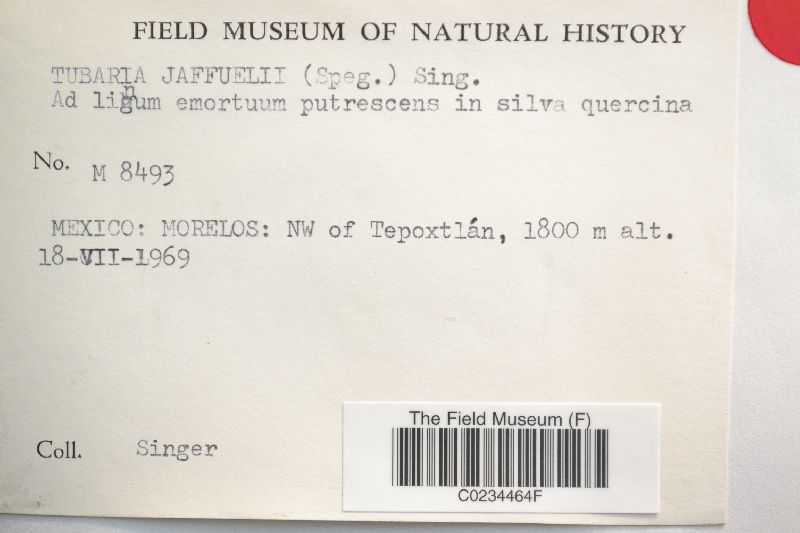 FIELD MUSEUM OF NATURAL HISTORY
TUBARIA JAFFUELII (Speg.) Sing.
Ad lignum emortuum putrescens in silva quercina
No. M 8493
MEXICO: MORELOS: NW of Tepoxtlán, 1800 m alt.
18-VII-1969
The Field Museum (F)
C0234464F
Coll. Singer